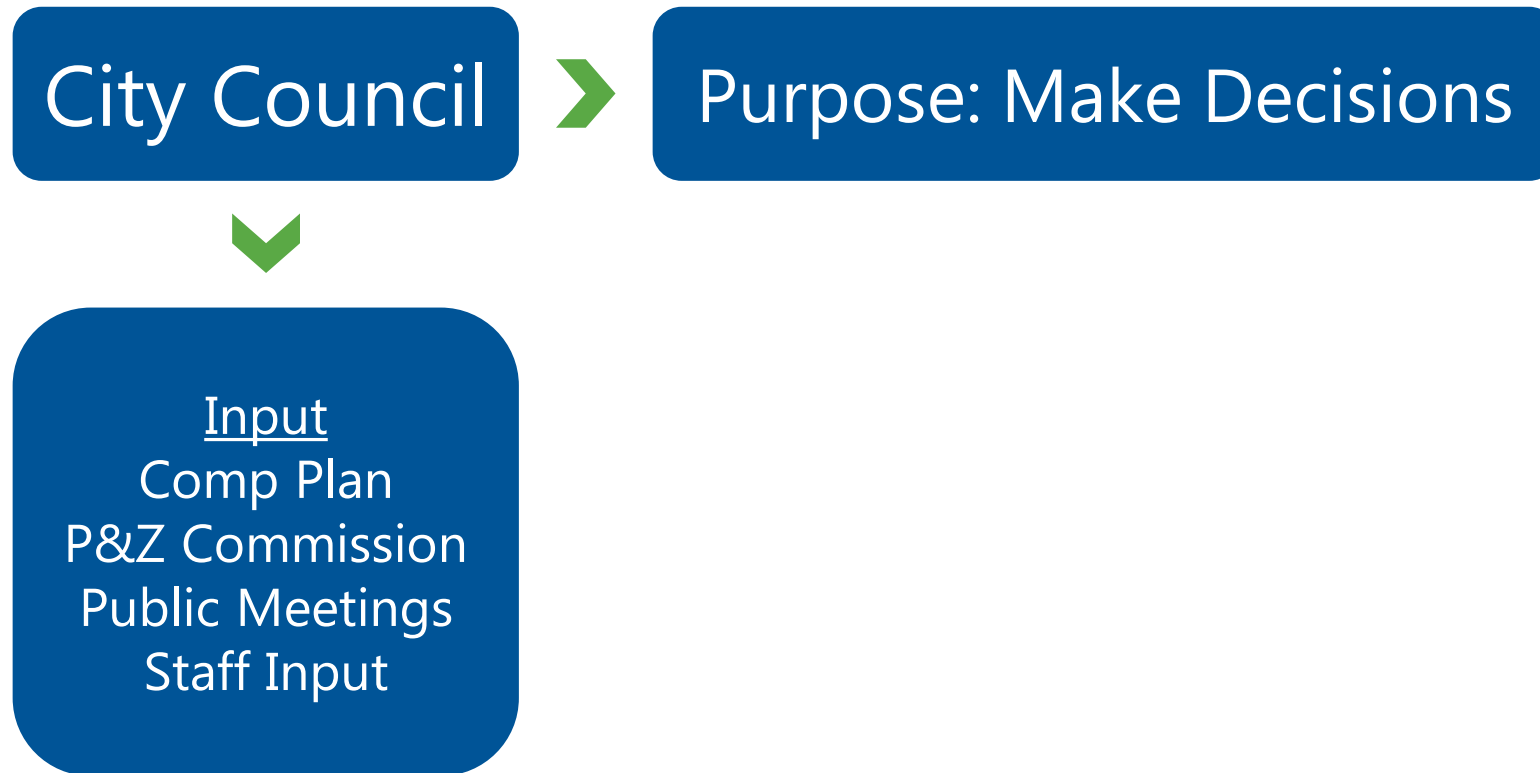 City Council
Purpose: Make Decisions
Input
Comp Plan
P&Z Commission
Public Meetings
Staff Input